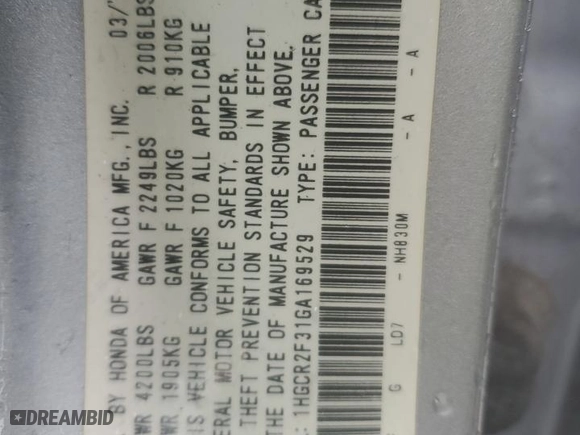 BY HONDA OF AMERICA MFG., INC. 03/
WR 4200LBS GAWR F 2249LBS R 2006LBS
WR 1905KG GAWR F 1020KG R 910KG
IS VEHICLE CONFORMS TO ALL APPLICABLE
ERAL MOTOR VEHICLE SAFETY, BUMPER,
THEFT PREVENTION STANDARDS IN EFFECT
THE DATE OF MANUFACTURE SHOWN ABOVE.
: 1HGCR2F31GA169529 TYPE: PASSENGER CA
G LD7 - NH830M - A - A
DREAMBID